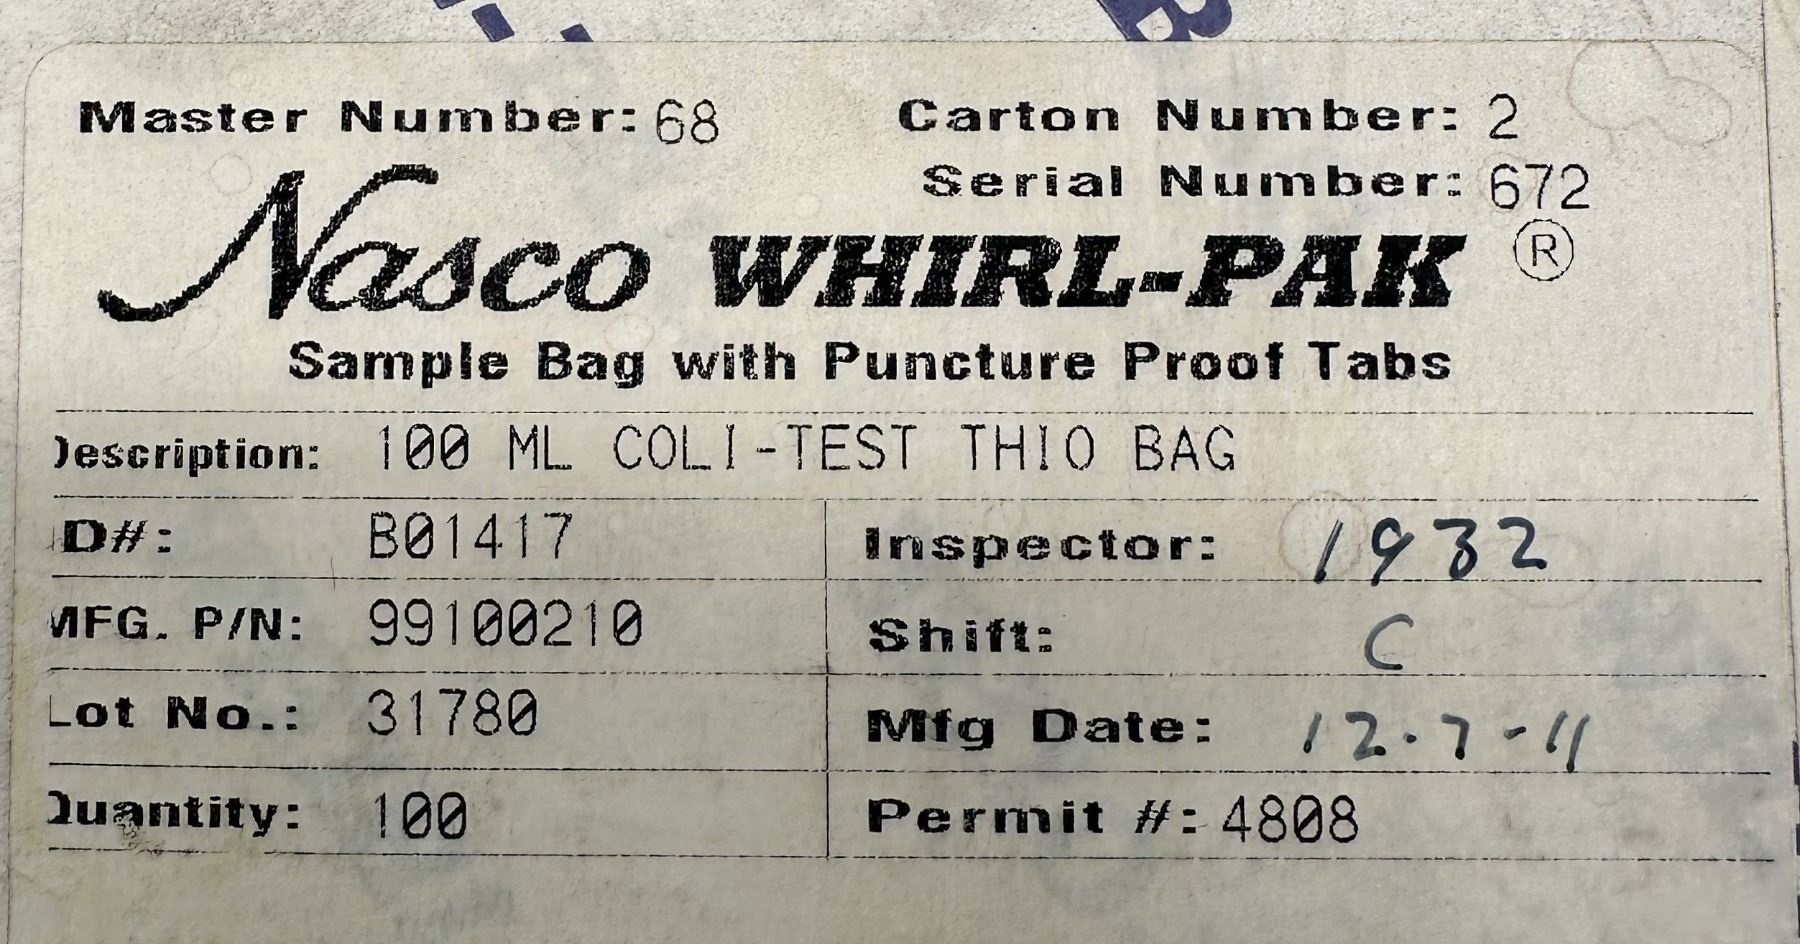 Master Number: 68 Carton Number: 2
Serial Number: 672
Nasco WHIRL-PAK ®
Sample Bag with Puncture Proof Tabs
Description: 100 ML COLI-TEST THIO BAG
ID#: B01417 Inspector: 1932
MFG. P/N: 99100210 Shift: C
Lot No.: 31780 Mfg Date: 12.7-11
Quantity: 100 Permit #: 4808